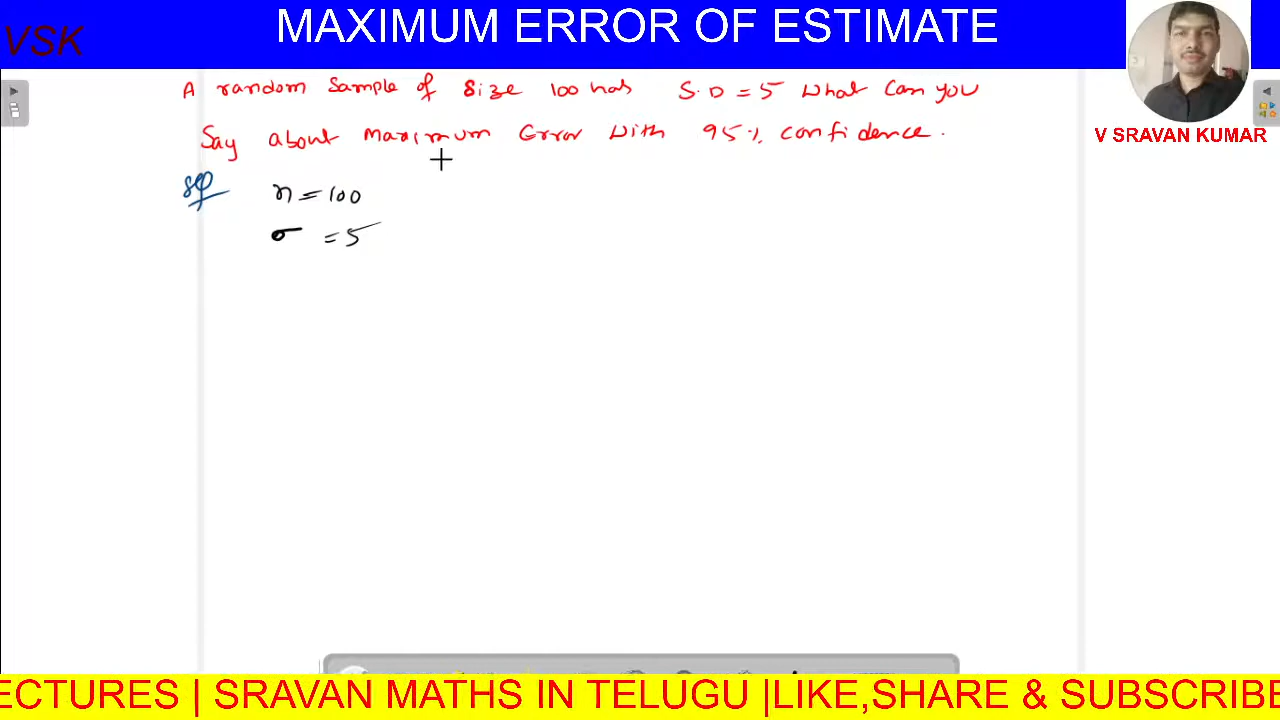 VSK
MAXIMUM ERROR OF ESTIMATE
A random Sample of Size 100 has S.D = 5 What Can you
Say about Maximum Error With 95% confidence.
V SRAVAN KUMAR
Sol
n = 100
σ = 5
ECTURES | SRAVAN MATHS IN TELUGU |LIKE,SHARE & SUBSCRIBE